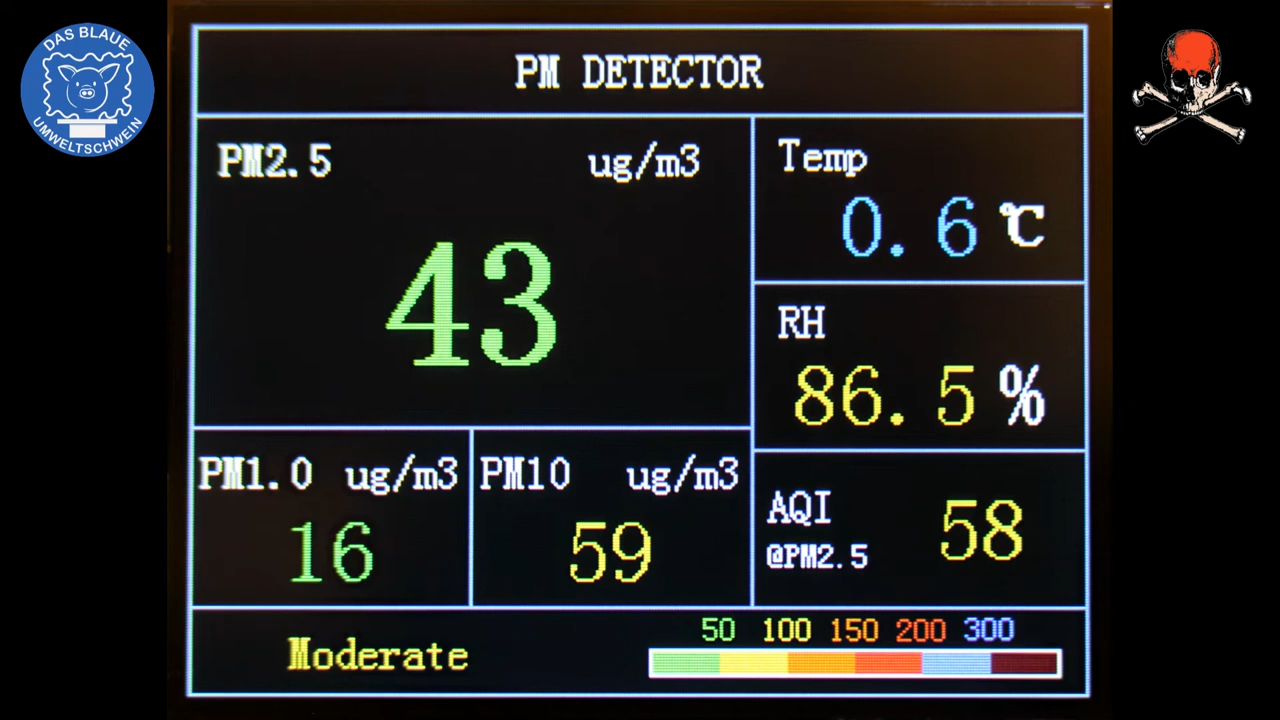 DAS BLAUE
UMWELTSCHWEIN
PM DETECTOR
PM2.5 ug/m3
43
Temp
0.6 ℃
RH
86.5 %
PM1.0 ug/m3
16
PM10 ug/m3
59
AQI
@PM2.5
58
Moderate
50 100 150 200 300